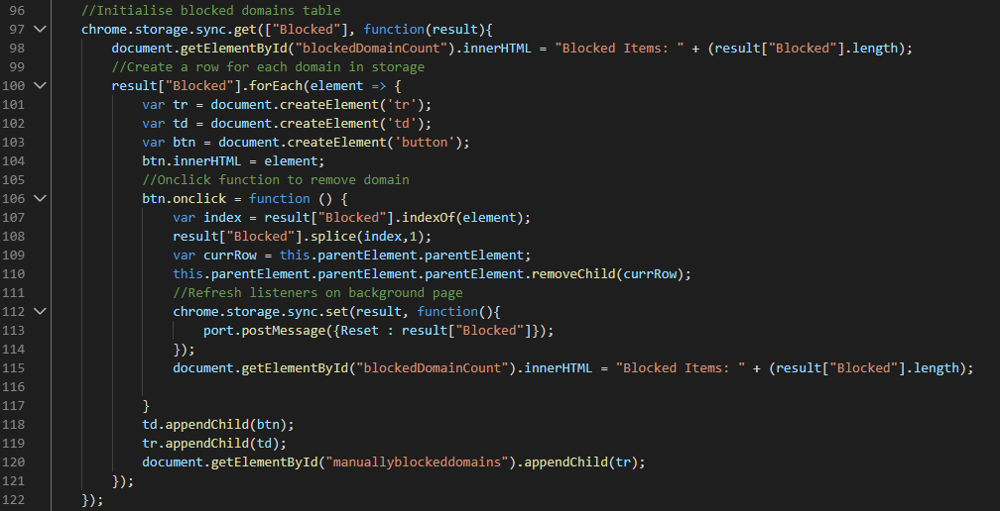 96 //Initialise blocked domains table
97 chrome.storage.sync.get(["Blocked"], function(result){
98 document.getElementById("blockedDomainCount").innerHTML = "Blocked Items: " + (result["Blocked"].length);
99 //Create a row for each domain in storage
100 result["Blocked"].forEach(element => {
101 var tr = document.createElement('tr');
102 var td = document.createElement('td');
103 var btn = document.createElement('button');
104 btn.innerHTML = element;
105 //Onclick function to remove domain
106 btn.onclick = function () {
107 var index = result["Blocked"].indexOf(element);
108 result["Blocked"].splice(index,1);
109 var currRow = this.parentElement.parentElement;
110 this.parentElement.parentElement.parentElement.removeChild(currRow);
111 //Refresh listeners on background page
112 chrome.storage.sync.set(result, function(){
113 port.postMessage({Reset : result["Blocked"]});
114 });
115 document.getElementById("blockedDomainCount").innerHTML = "Blocked Items: " + (result["Blocked"].length);
116
117 }
118 td.appendChild(btn);
119 tr.appendChild(td);
120 document.getElementById("manuallyblockeddomains").appendChild(tr);
121 });
122 });